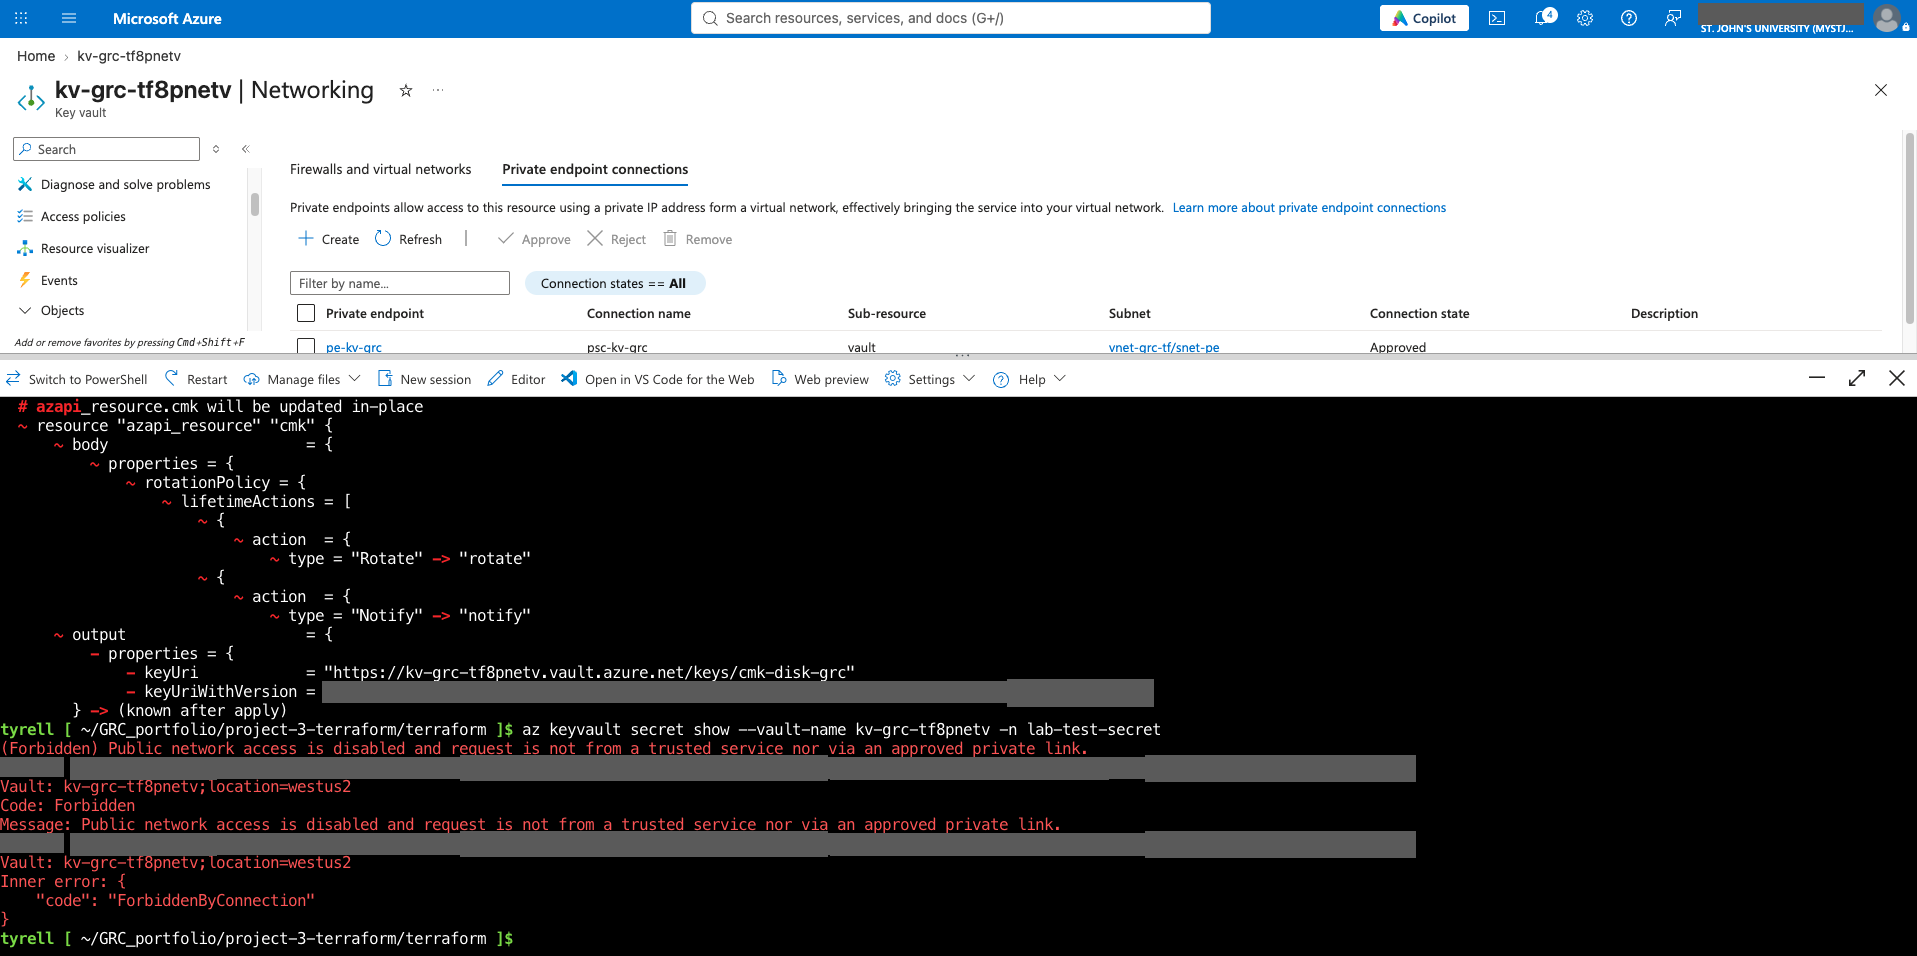 Microsoft Azure
Search resources, services, and docs (G+/)
Copilot
4
ST. JOHN'S UNIVERSITY (MYSTJ...
Home › kv-grc-tf8pnetv
kv-grc-tf8pnetv | Networking
Key vault
Search
Diagnose and solve problems
Access policies
Resource visualizer
Events
Objects
Add or remove favorites by pressing Cmd+Shift+F
Firewalls and virtual networks
Private endpoint connections
Private endpoints allow access to this resource using a private IP address form a virtual network, effectively bringing the service into your virtual network. Learn more about private endpoint connections
Create
Refresh
Approve
Reject
Remove
Filter by name...
Connection states == All
Private endpoint Connection name Sub-resource Subnet Connection state Description
pe-kv-grc psc-kv-grc vault vnet-grc-tf/snet-pe Approved
Switch to PowerShell Restart Manage files New session Editor Open in VS Code for the Web Web preview Settings Help
# azapi_resource.cmk will be updated in-place
~ resource "azapi_resource" "cmk" {
~ body = {
~ properties = {
~ rotationPolicy = {
~ lifetimeActions = [
~ {
~ action = {
~ type = "Rotate" -> "rotate"
~ {
~ action = {
~ type = "Notify" -> "notify"
~ output = {
- properties = {
- keyUri = "https://kv-grc-tf8pnetv.vault.azure.net/keys/cmk-disk-grc"
- keyUriWithVersion =
} -> (known after apply)
tyrell [ ~/GRC_portfolio/project-3-terraform/terraform ]$ az keyvault secret show --vault-name kv-grc-tf8pnetv -n lab-test-secret
(Forbidden) Public network access is disabled and request is not from a trusted service nor via an approved private link.
Vault: kv-grc-tf8pnetv;location=westus2
Code: Forbidden
Message: Public network access is disabled and request is not from a trusted service nor via an approved private link.
Vault: kv-grc-tf8pnetv;location=westus2
Inner error: {
"code": "ForbiddenByConnection"
}
tyrell [ ~/GRC_portfolio/project-3-terraform/terraform ]$